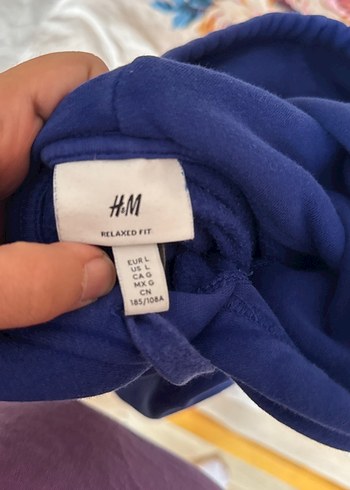 H&M
RELAXED FIT
EUR L
US L
CA G
MX G
CN
185/108A